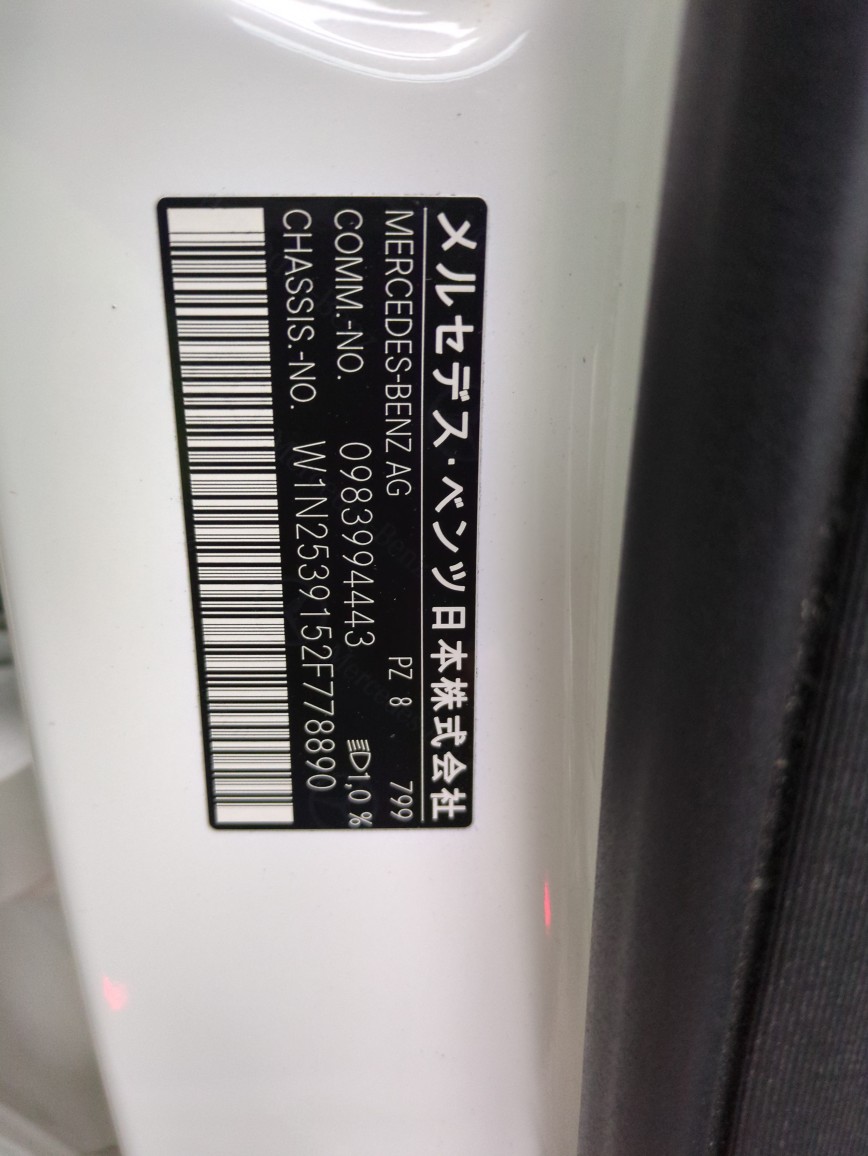 メルセデス・ベンツ日本株式会社
MERCEDES-BENZ AG PZ 8 799
COMM.-NO. 0983994443 1,0 %
CHASSIS.-NO. W1N2539152F778890